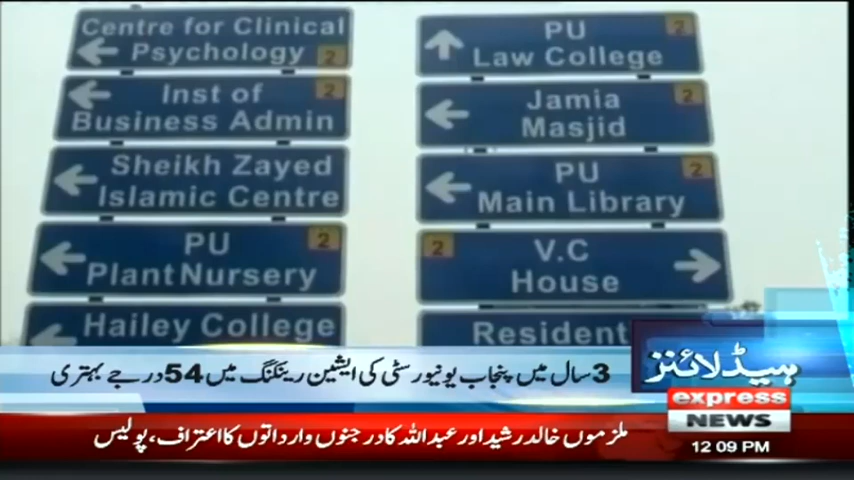 Centre for Clinical
Psychology 2
Inst of 2
Business Admin
Sheikh Zayed
Islamic Centre
PU 2
Plant Nursery
Hailey College
PU 2
Law College
Jamia 2
Masjid
PU 2
Main Library
2 V.C
House
Resident
3 سال میں پنجاب یونیورسٹی کی ایشین رینکنگ میں 54 درجے بہتری
ہیڈلائنز
express
NEWS
ملزموں خالد رشید اور عبداللہ کا درجنوں وارداتوں کا اعتراف، پولیس
12:09 PM